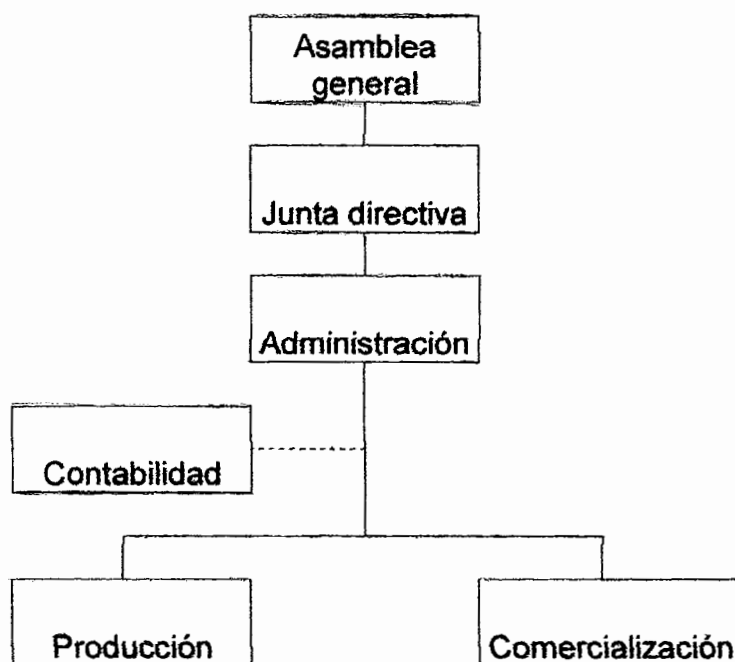 Asamblea
general
Junta directiva
Administración
Contabilidad
Producción
Comercialización